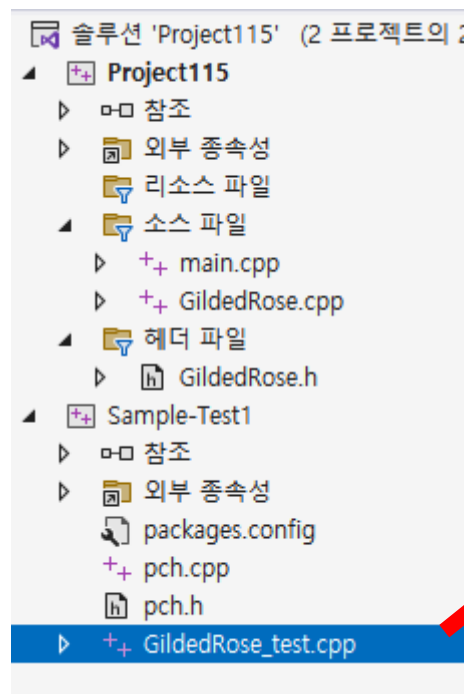 솔루션 'Project115' (2 프로젝트의 2
Project115
참조
외부 종속성
리소스 파일
소스 파일
++ main.cpp
++ GildedRose.cpp
헤더 파일
h GildedRose.h
++ Sample-Test1
참조
외부 종속성
packages.config
++ pch.cpp
h pch.h
++ GildedRose_test.cpp